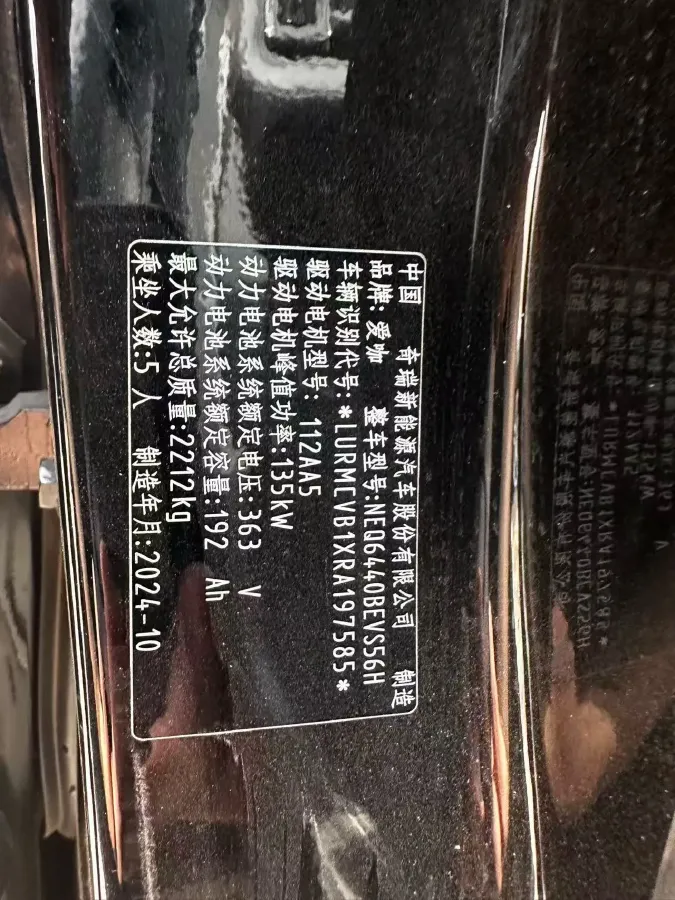 中国 奇瑞新能源汽车股份有限公司 制造
品牌:爱咖 整车型号:NEQ6440BEVS56H
车辆识别代号:*LURMCVB1XRA197585*
驱动电机型号: 112AA5
驱动电机峰值功率:135kW
动力电池系统额定电压:363 V
动力电池系统额定容量:192 Ah
最大允许总质量:2212kg
乘坐人数:5 人 制造年月:2024-10